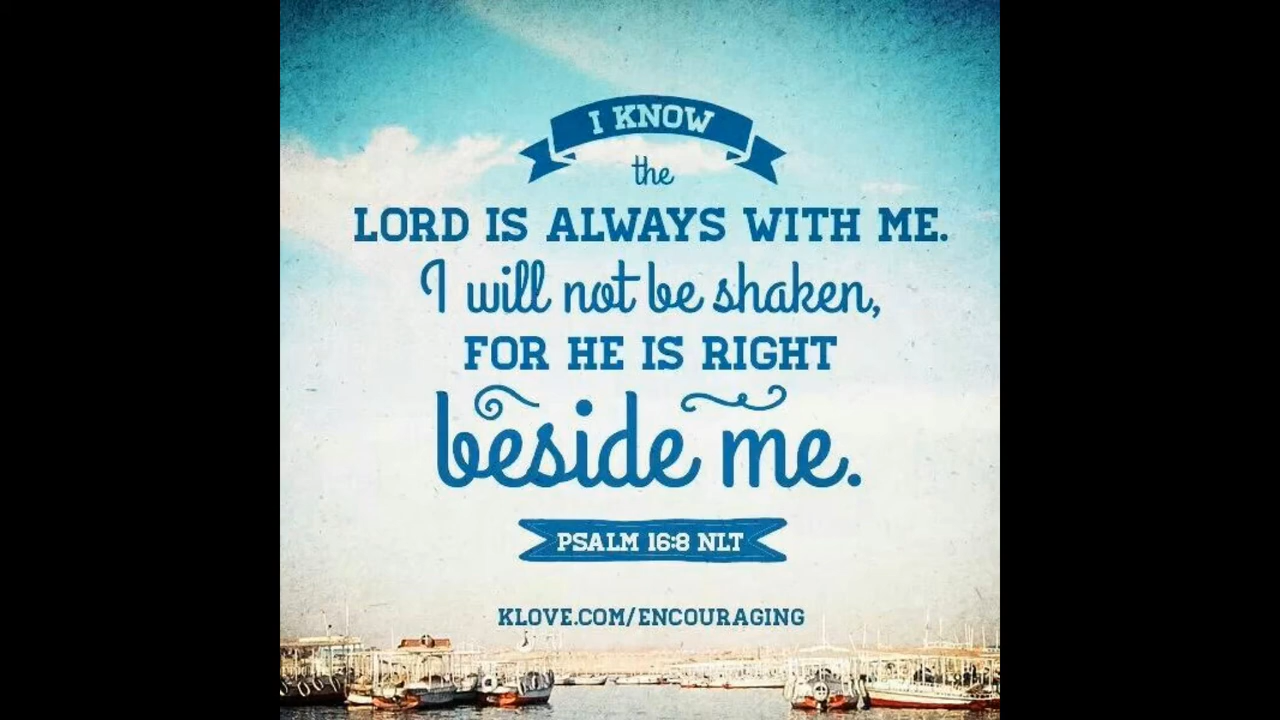 I KNOW
the
LORD IS ALWAYS WITH ME.
I will not be shaken,
FOR HE IS RIGHT
beside me.
PSALM 16:8 NLT
KLOVE.COM/ENCOURAGING